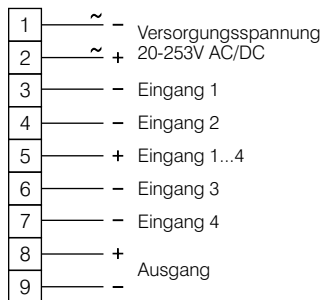 1 ~ − Versorgungsspannung
2 ~ + 20-253V AC/DC
3 − Eingang 1
4 − Eingang 2
5 + Eingang 1...4
6 − Eingang 3
7 − Eingang 4
8 +
Ausgang
9 −